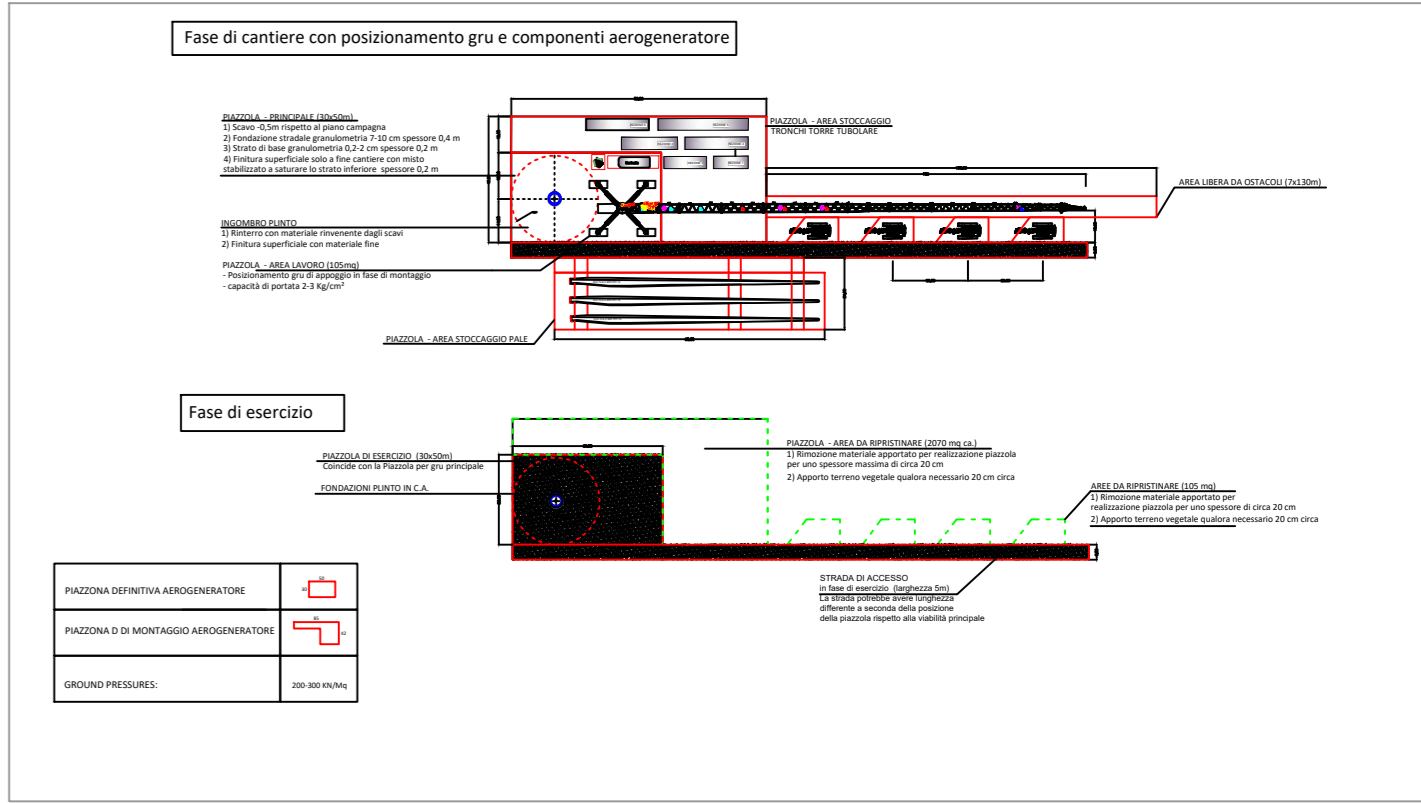 Fase di cantiere con posizionamento gru e componenti aerogeneratore
PIAZZOLA - PRINCIPALE (30x50m)
1) Scavo -0,5m rispetto al piano campagna
2) Fondazione stradale granulometria 7-10 cm spessore 0,4 m
3) Strato di base granulometria 0,2-2 cm spessore 0,2 m
4) Finitura superficiale solo a fine cantiere con misto
stabilizzato a saturare lo strato inferiore spessore 0,2 m
INGOMBRO PLINTO
1) Rinterro con materiale rinvenente dagli scavi
2) Finitura superficiale con materiale fine
PIAZZOLA - AREA LAVORO (105mq)
- Posizionamento gru di appoggio in fase di montaggio
- capacità di portata 2-3 Kg/cm²
PIAZZOLA - AREA STOCCAGGIO PALE
PIAZZOLA - AREA STOCCAGGIO
TRONCHI TORRE TUBOLARE
AREA LIBERA DA OSTACOLI (7x130m)
Fase di esercizio
PIAZZOLA DI ESERCIZIO (30x50m)
Coincide con la Piazzola per gru principale
FONDAZIONI PLINTO IN C.A.
PIAZZOLA - AREA DA RIPRISTINARE (2070 mq ca.)
1) Rimozione materiale apportato per realizzazione piazzola
per uno spessore massima di circa 20 cm
2) Apporto terreno vegetale qualora necessario 20 cm circa
AREE DA RIPRISTINARE (105 mq)
1) Rimozione materiale apportato per
realizzazione piazzola per uno spessore di circa 20 cm
2) Apporto terreno vegetale qualora necessario 20 cm circa
STRADA DI ACCESSO
in fase di esercizio (larghezza 5m)
La strada potrebbe avere lunghezza
differente a seconda della posizione
della piazzola rispetto alla viabilità principale
PIAZZONA DEFINITIVA AEROGENERATORE
50
30
PIAZZONA D DI MONTAGGIO AEROGENERATORE
85
42
GROUND PRESSURES:
200-300 KN/Mq